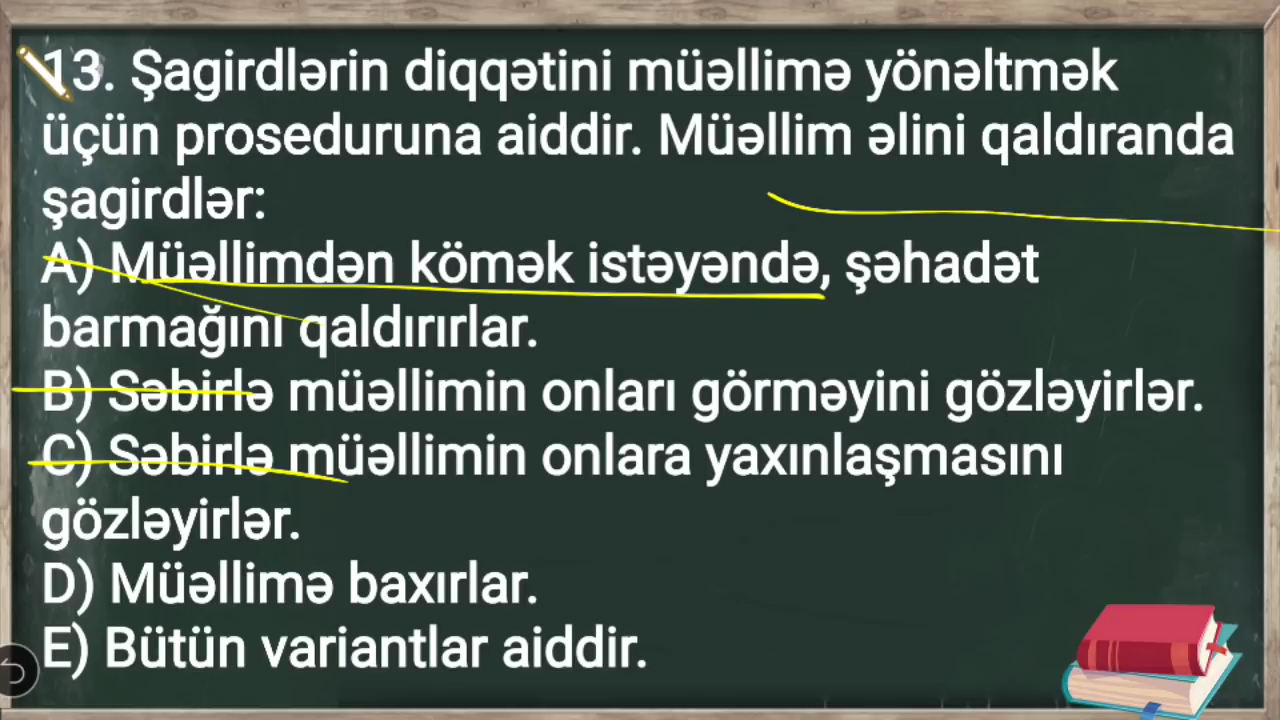 13. Şagirdlərin diqqətini müəllimə yönəltmək
üçün proseduruna aiddir. Müəllim əlini qaldıranda
şagirdlər:
A) Müəllimdən kömək istəyəndə, şəhadət
barmağını qaldırırlar.
B) Səbirlə müəllimin onları görməyini gözləyirlər.
C) Səbirlə müəllimin onlara yaxınlaşmasını
gözləyirlər.
D) Müəllimə baxırlar.
E) Bütün variantlar aiddir.